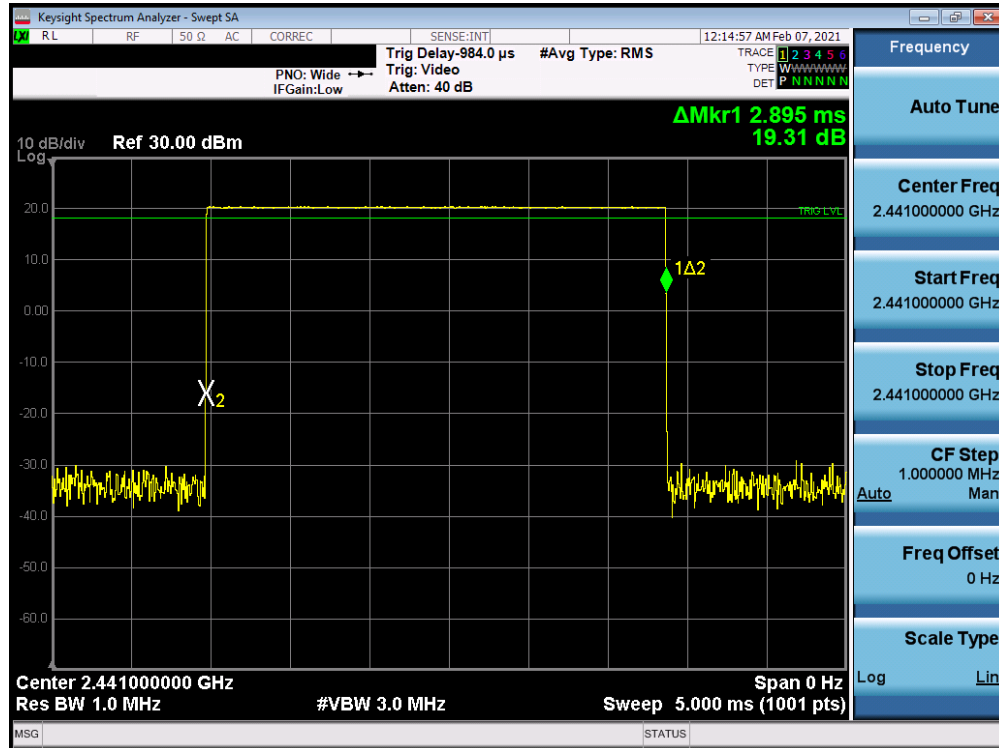 Keysight Spectrum Analyzer - Swept SA
LXI RL RF 50 Ω AC CORREC SENSE:INT 12:14:57 AM Feb 07, 2021
Trig Delay-984.0 µs #Avg Type: RMS TRACE 1 2 3 4 5 6
PNO: Wide Trig: Video TYPE WWWWWW
IFGain:Low Atten: 40 dB DET P N N N N N
ΔMkr1 2.895 ms
19.31 dB
10 dB/div Ref 30.00 dBm
Log
20.0
TRIG LVL
10.0
1Δ2
0.00
-10.0
X2
-20.0
-30.0
-40.0
-50.0
-60.0
Center 2.441000000 GHz Span 0 Hz
Res BW 1.0 MHz #VBW 3.0 MHz Sweep 5.000 ms (1001 pts)
MSG STATUS
Frequency
Auto Tune
Center Freq
2.441000000 GHz
Start Freq
2.441000000 GHz
Stop Freq
2.441000000 GHz
CF Step
1.000000 MHz
Auto Man
Freq Offset
0 Hz
Scale Type
Log Lin